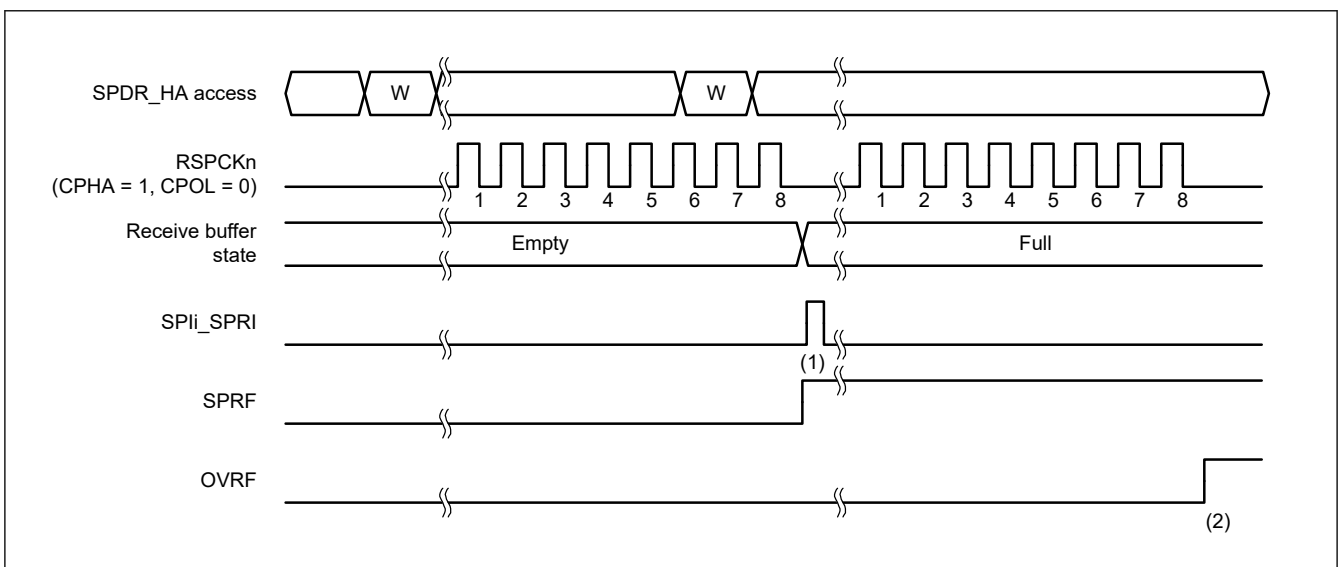 SPDR_HA access
W
W
RSPCKn
(CPHA = 1, CPOL = 0)
1 2 3 4 5 6 7 8
1 2 3 4 5 6 7 8
Receive buffer
state
Empty
Full
SPIi_SPRI
(1)
SPRF
OVRF
(2)